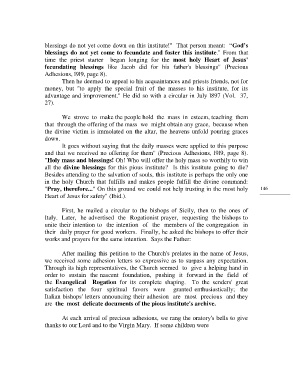 blessings do not yet come down on this institute!" That person meant: "God's
blessings do not yet come to fecundate and foster this institute." From that
time the priest starter began longing for the most holy Heart of Jesus'
fecundating blessings like Jacob did for his father's blessings" (Precious
Adhesions, 1919, page 8).
Then he deemed to appeal to his acquaintances and priests friends, not for
money, but "to apply the special fruit of the masses to his institute, for its
advantage and improvement." He did so with a circular in July 1897 (Vol. 37,
27).
We strove to make the people hold the mass in esteem, teaching them
that through the offering of the mass we might obtain any grace, because when
the divine victim is immolated on the altar, the heavens unfold pouring graces
down.
It goes without saying that the daily masses were applied to this purpose
and that we received no offering for them" (Precious Adhesions, 1919, page 8).
"Holy mass and blessings! Oh! Who will offer the holy mass so worthily to win
all the divine blessings for this pious institute? Is this institute going to die?
Besides attending to the salvation of souls, this institute is perhaps the only one
in the holy Church that fulfills and makes people fulfill the divine command:
"Pray, therefore..." On this ground we could not help trusting in the most holy
Heart of Jesus for safety" (Ibid.).
146
First, he mailed a circular to the bishops of Sicily, then to the ones of
Italy. Later, he advertised the Rogationist prayer, requesting the bishops to
unite their intention to the intention of the members of the congregation in
their daily prayer for good workers. Finally, he asked the bishops to offer their
works and prayers for the same intention. Says the Father:
After mailing this petition to the Church's prelates in the name of Jesus,
we received some adhesion letters so expressive as to surpass any expectation.
Through its high representatives, the Church seemed to give a helping hand in
order to sustain the nascent foundation, pushing it forward in the field of
the Evangelical Rogation for its complete shaping. To the senders' great
satisfaction the four spiritual favors were granted enthusiastically; the
Italian bishops' letters announcing their adhesion are most precious and they
are the most delicate documents of the pious institute's archive.
At each arrival of precious adhesions, we rang the oratory's bells to give
thanks to our Lord and to the Virgin Mary. If some children were